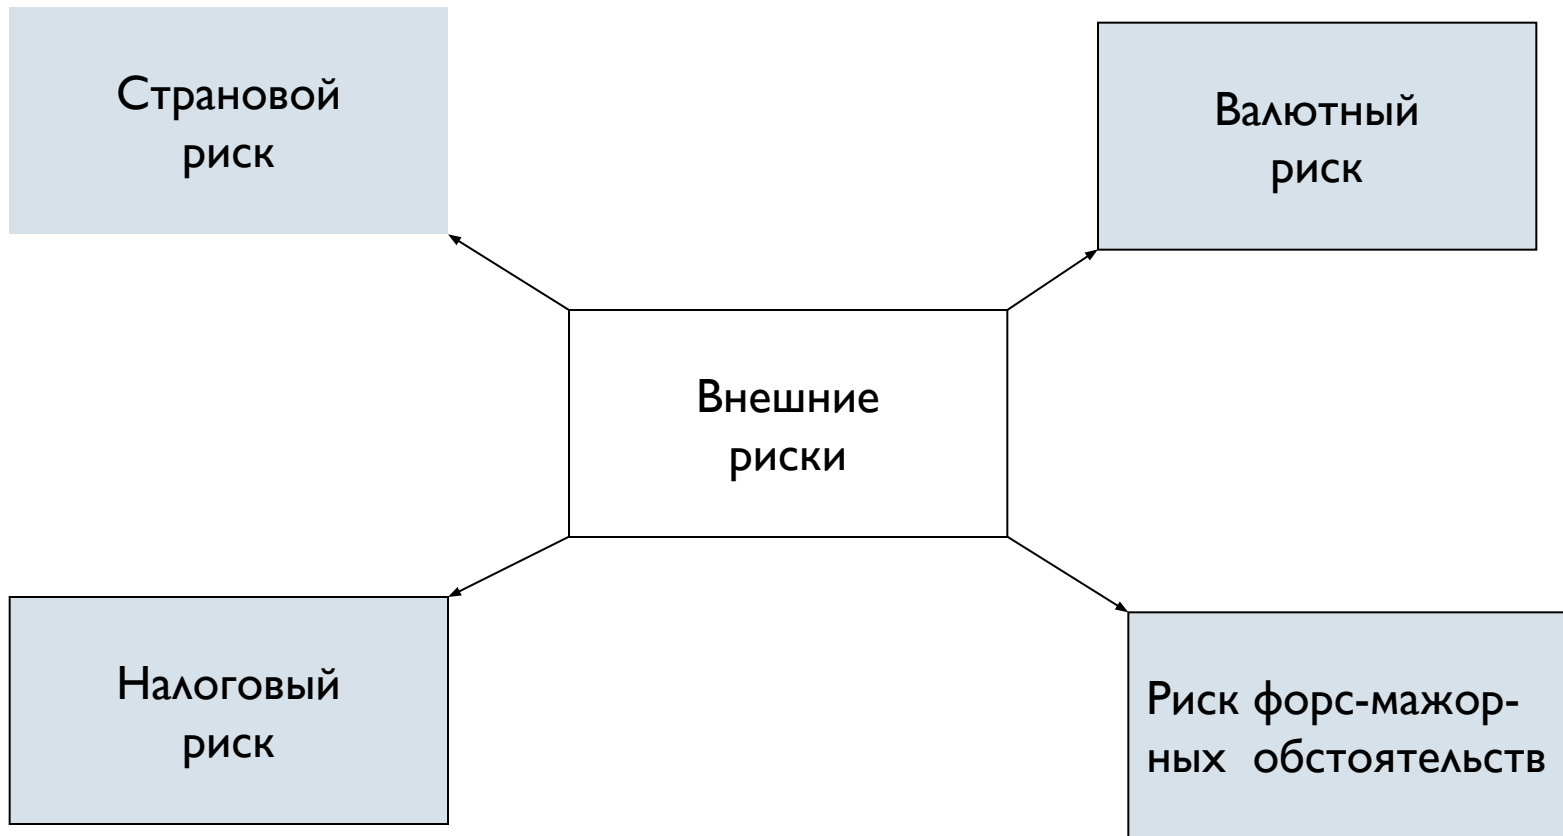 Страновой
риск
Валютный
риск
Внешние
риски
Налоговый
риск
Риск форс-мажор-
ных обстоятельств